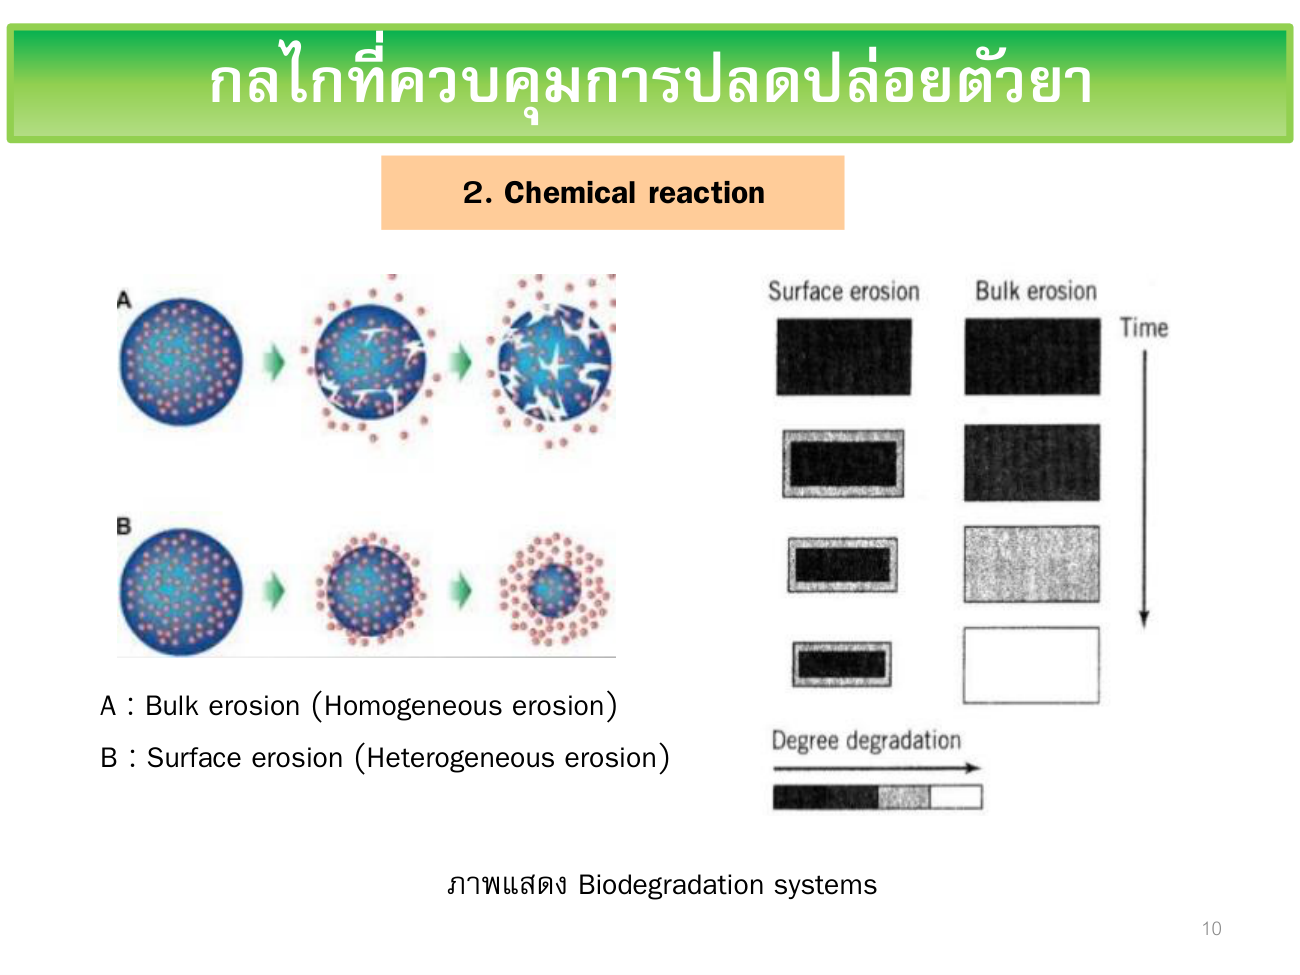 กลไกที่ควบคุมการปลดปล่อยตัวยา
2. Chemical reaction
A
B
A : Bulk erosion (Homogeneous erosion)
B : Surface erosion (Heterogeneous erosion)
Surface erosion
Bulk erosion
Time
Degree degradation
ภาพแสดง Biodegradation systems
10